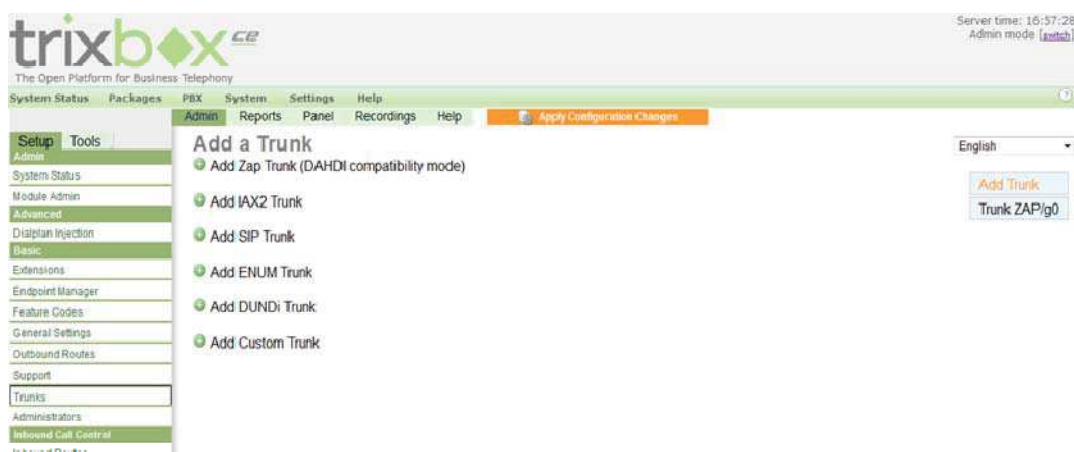 trixbox CE
The Open Platform for Business Telephony
Server time: 16:57:28
Admin mode [switch]
System Status Packages PBX System Settings Help
Admin Reports Panel Recordings Help Apply Configuration Changes
Setup Tools
Admin
System Status
Module Admin
Advanced
Dialplan Injection
Basic
Extensions
Endpoint Manager
Feature Codes
General Settings
Outbound Routes
Support
Trunks
Administrators
Inbound Call Control
Inbound Routes
Add a Trunk
Add Zap Trunk (DAHDI compatibility mode)
Add IAX2 Trunk
Add SIP Trunk
Add ENUM Trunk
Add DUNDi Trunk
Add Custom Trunk
English
Add Trunk
Trunk ZAP/g0